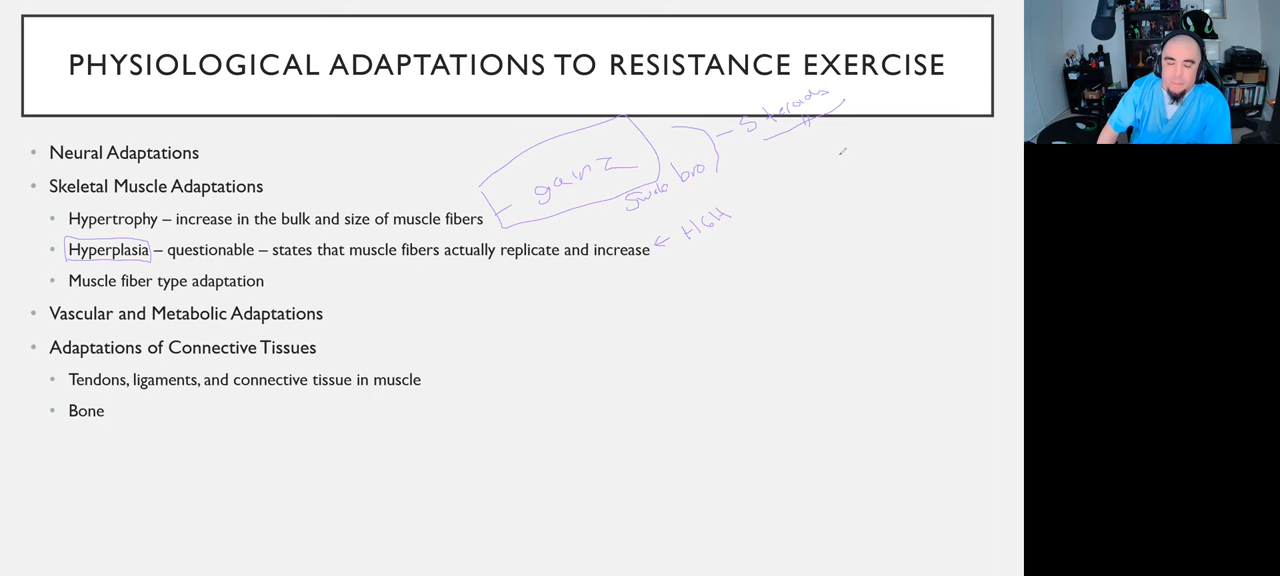 PHYSIOLOGICAL ADAPTATIONS TO RESISTANCE EXERCISE
• Neural Adaptations
• Skeletal Muscle Adaptations
• Hypertrophy – increase in the bulk and size of muscle fibers
- ganz
bro
- Steroids
• Hyperplasia – questionable – states that muscle fibers actually replicate and increase
← HGH
• Muscle fiber type adaptation
• Vascular and Metabolic Adaptations
• Adaptations of Connective Tissues
• Tendons, ligaments, and connective tissue in muscle
• Bone